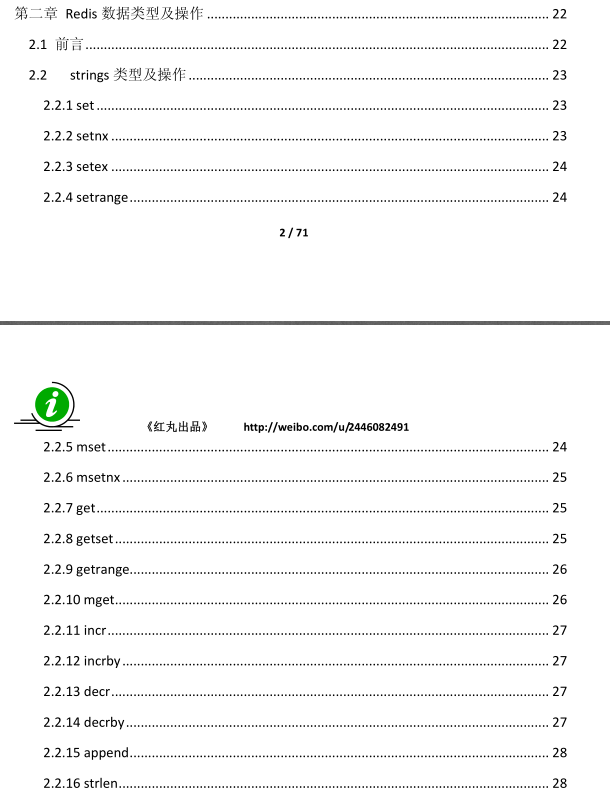 第二章 Redis 数据类型及操作 ........ 22
2.1 前言 ........ 22
2.2 strings 类型及操作 ........ 23
2.2.1 set ........ 23
2.2.2 setnx ........ 23
2.2.3 setex ........ 24
2.2.4 setrange ........ 24
2 / 71
i
《红丸出品》 http://weibo.com/u/2446082491
2.2.5 mset ........ 24
2.2.6 msetnx ........ 25
2.2.7 get ........ 25
2.2.8 getset ........ 25
2.2.9 getrange ........ 26
2.2.10 mget ........ 26
2.2.11 incr ........ 27
2.2.12 incrby ........ 27
2.2.13 decr ........ 27
2.2.14 decrby ........ 27
2.2.15 append ........ 28
2.2.16 strlen ........ 28